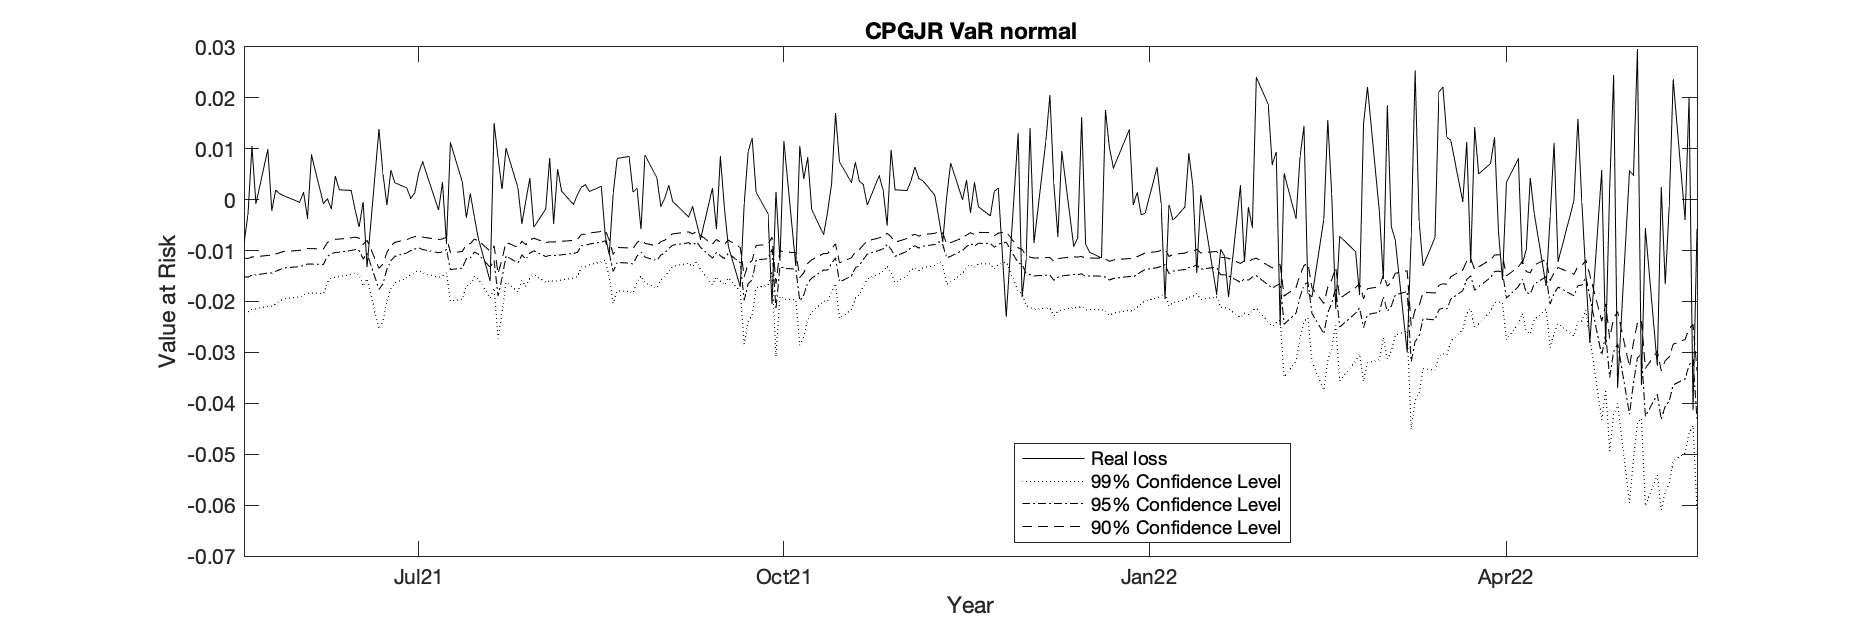 CPGJR VaR normal
0.03
0.02
0.01
0
-0.01
-0.02
-0.03
-0.04
-0.05
-0.06
-0.07
Value at Risk
Real loss
99% Confidence Level
95% Confidence Level
90% Confidence Level
Jul21
Oct21
Jan22
Apr22
Year